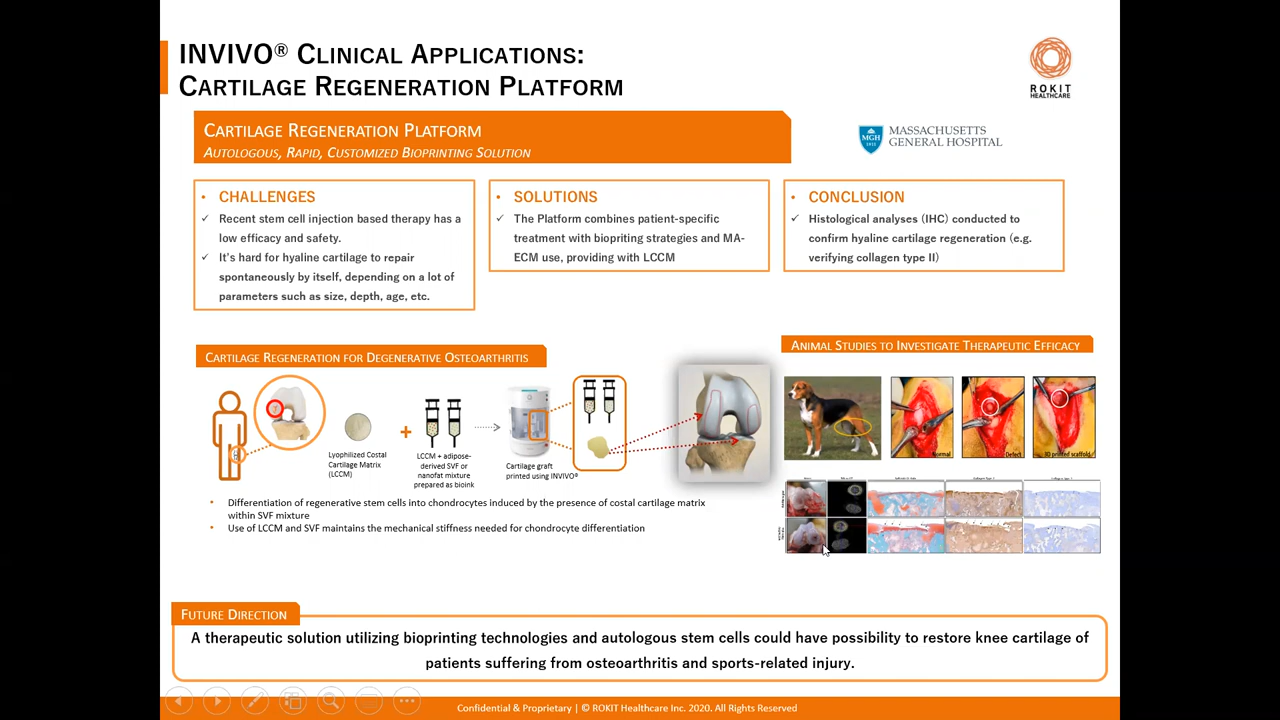 INVIVO® CLINICAL APPLICATIONS:
CARTILAGE REGENERATION PLATFORM
ROKIT
HEALTHCARE
CARTILAGE REGENERATION PLATFORM
AUTOLOGOUS, RAPID, CUSTOMIZED BIOPRINTING SOLUTION
MGH
1811
MASSACHUSETTS
GENERAL HOSPITAL
• CHALLENGES
✓ Recent stem cell injection based therapy has a
low efficacy and safety.
✓ It's hard for hyaline cartilage to repair
spontaneously by itself, depending on a lot of
parameters such as size, depth, age, etc.
• SOLUTIONS
✓ The Platform combines patient-specific
treatment with biopriting strategies and MA-
ECM use, providing with LCCM
• CONCLUSION
✓ Histological analyses (IHC) conducted to
confirm hyaline cartilage regeneration (e.g.
verifying collagen type II)
CARTILAGE REGENERATION FOR DEGENERATIVE OSTEOARTHRITIS
Lyophilized Costal
Cartilage Matrix
(LCCM)
+
LCCM + adipose-
derived SVF or
nanofat mixture
prepared as bioink
Cartilage graft
printed using INVIVO®
• Differentiation of regenerative stem cells into chondrocytes induced by the presence of costal cartilage matrix
within SVF mixture
• Use of LCCM and SVF maintains the mechanical stiffness needed for chondrocyte differentiation
ANIMAL STUDIES TO INVESTIGATE THERAPEUTIC EFFICACY
Normal
Defect
3D printed scaffold
FUTURE DIRECTION
A therapeutic solution utilizing bioprinting technologies and autologous stem cells could have possibility to restore knee cartilage of
patients suffering from osteoarthritis and sports-related injury.
Confidential & Proprietary | © ROKIT Healthcare Inc. 2020. All Rights Reserved